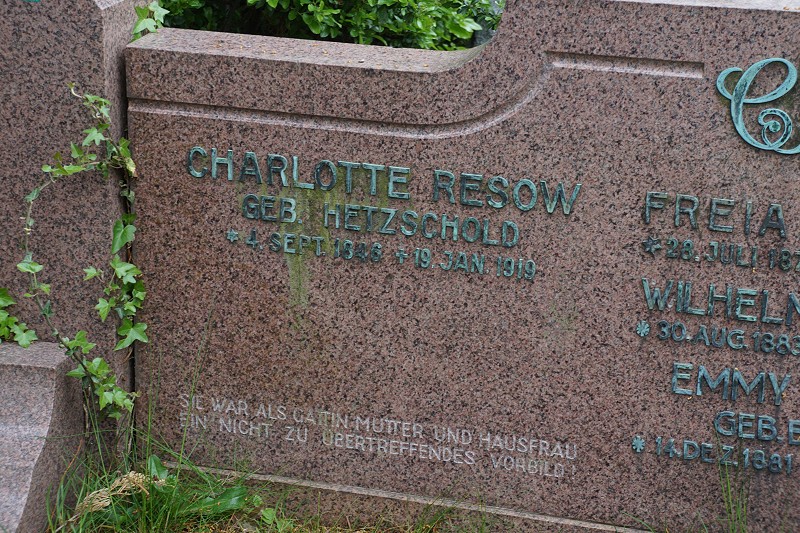 CHARLOTTE RESOW
GEB. HETZSCHOLD
* 4 SEPT. 1846 + 19. JAN. 1919
SIE WAR ALS GATTIN-MUTTER UND HAUSFRAU
EIN NICHT ZU ÜBERTREFFENDES VORBILD!
C
FREIA
* 28. JULI
WILHELM
* 30. AUG. 1883
EMMY
GEB.
* 14. DEZ. 1881